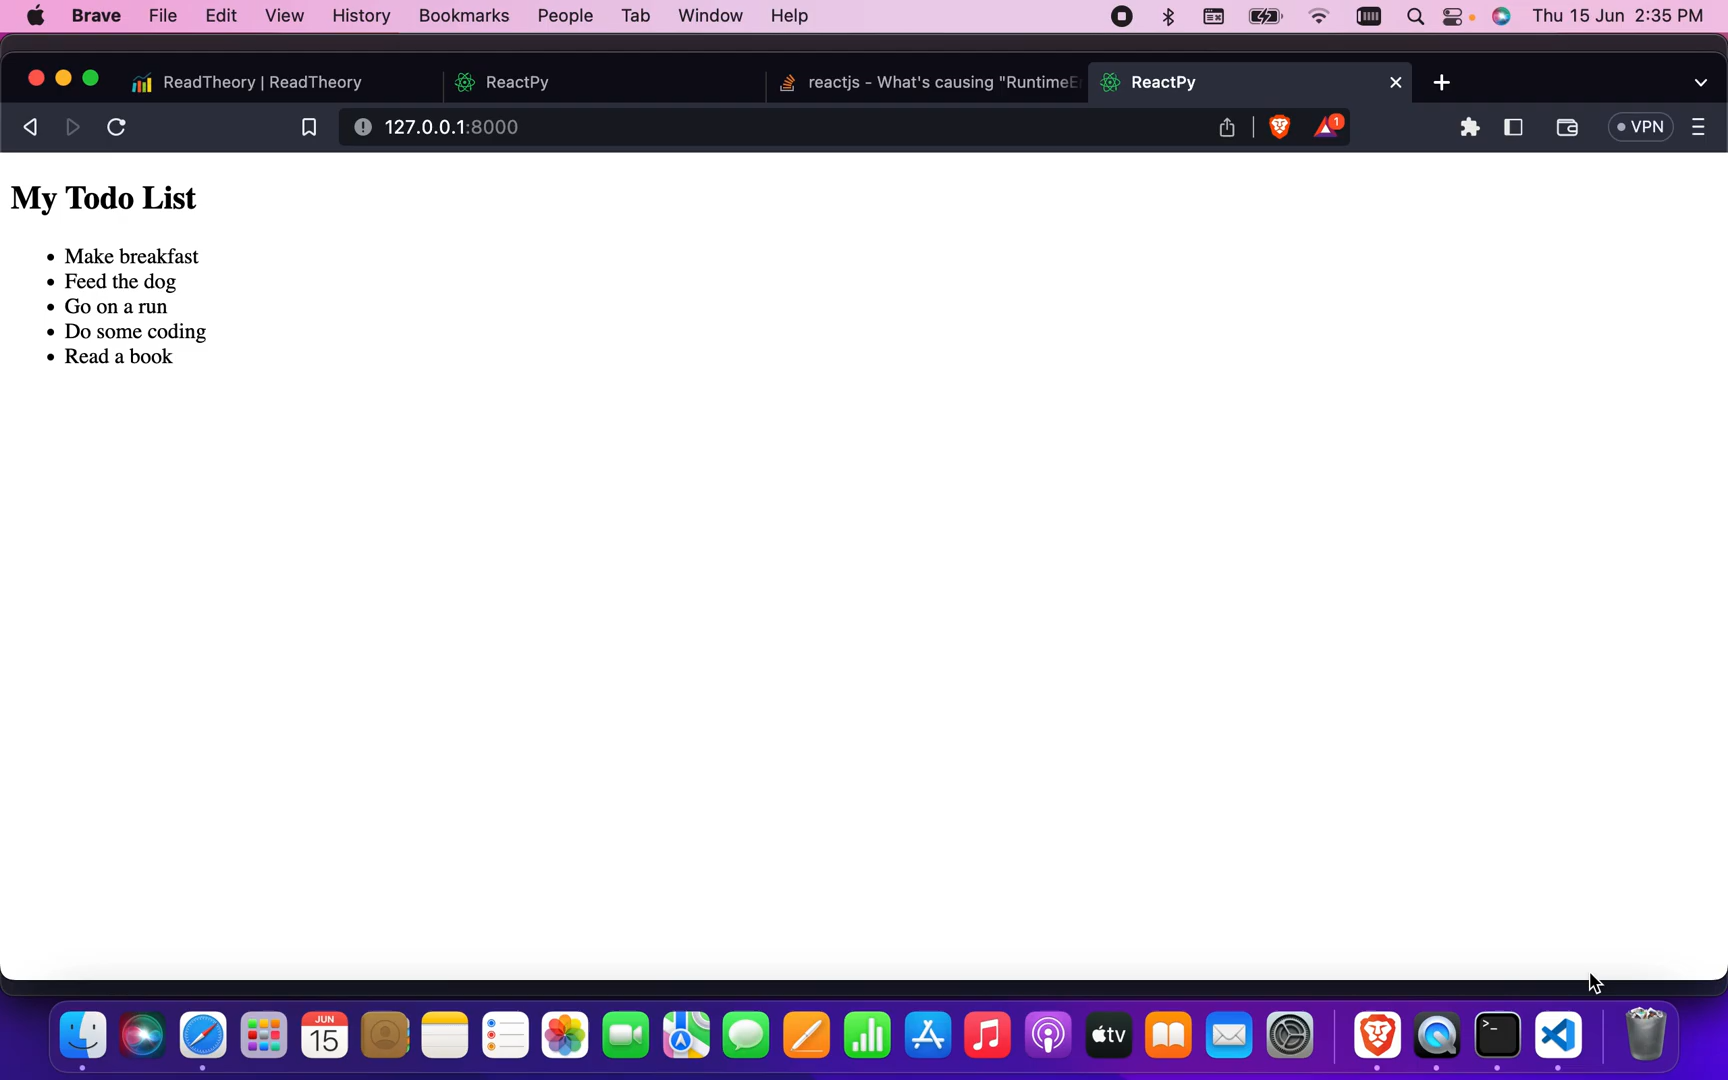 Brave File Edit View History Bookmarks People Tab Window Help Thu 15 Jun 2:35 PM
ReadTheory | ReadTheory ReactPy reactjs - What's causing "RuntimeE ReactPy
127.0.0.1:8000 1 VPN
My Todo List
• Make breakfast
• Feed the dog
• Go on a run
• Do some coding
• Read a book
JUN
15
tv
>_